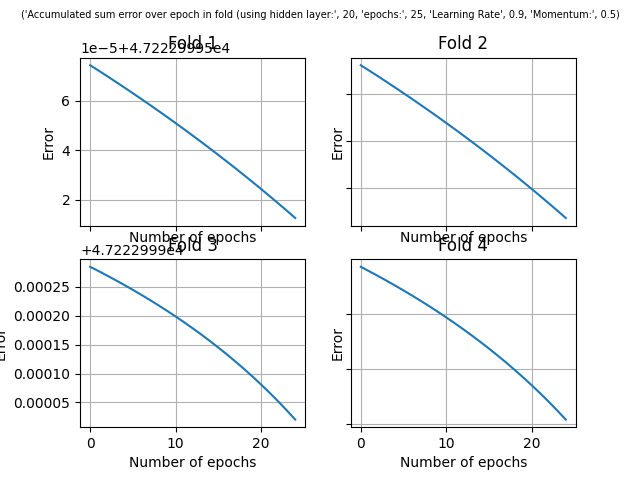 ('Accumulated sum error over epoch in fold (using hidden layer:', 20, 'epochs:', 25, 'Learning Rate', 0.9, 'Momentum:', 0.5)
Fold 1
1e−5+4.72229995e4
Fold 2
6
4
2
Error
Error
Number of epochs
Number of epochs
Fold 3
+4.7222999e4
Fold 4
0.00025
0.00020
0.00015
0.00010
0.00005
Error
Error
0
10
20
0
10
20
Number of epochs
Number of epochs